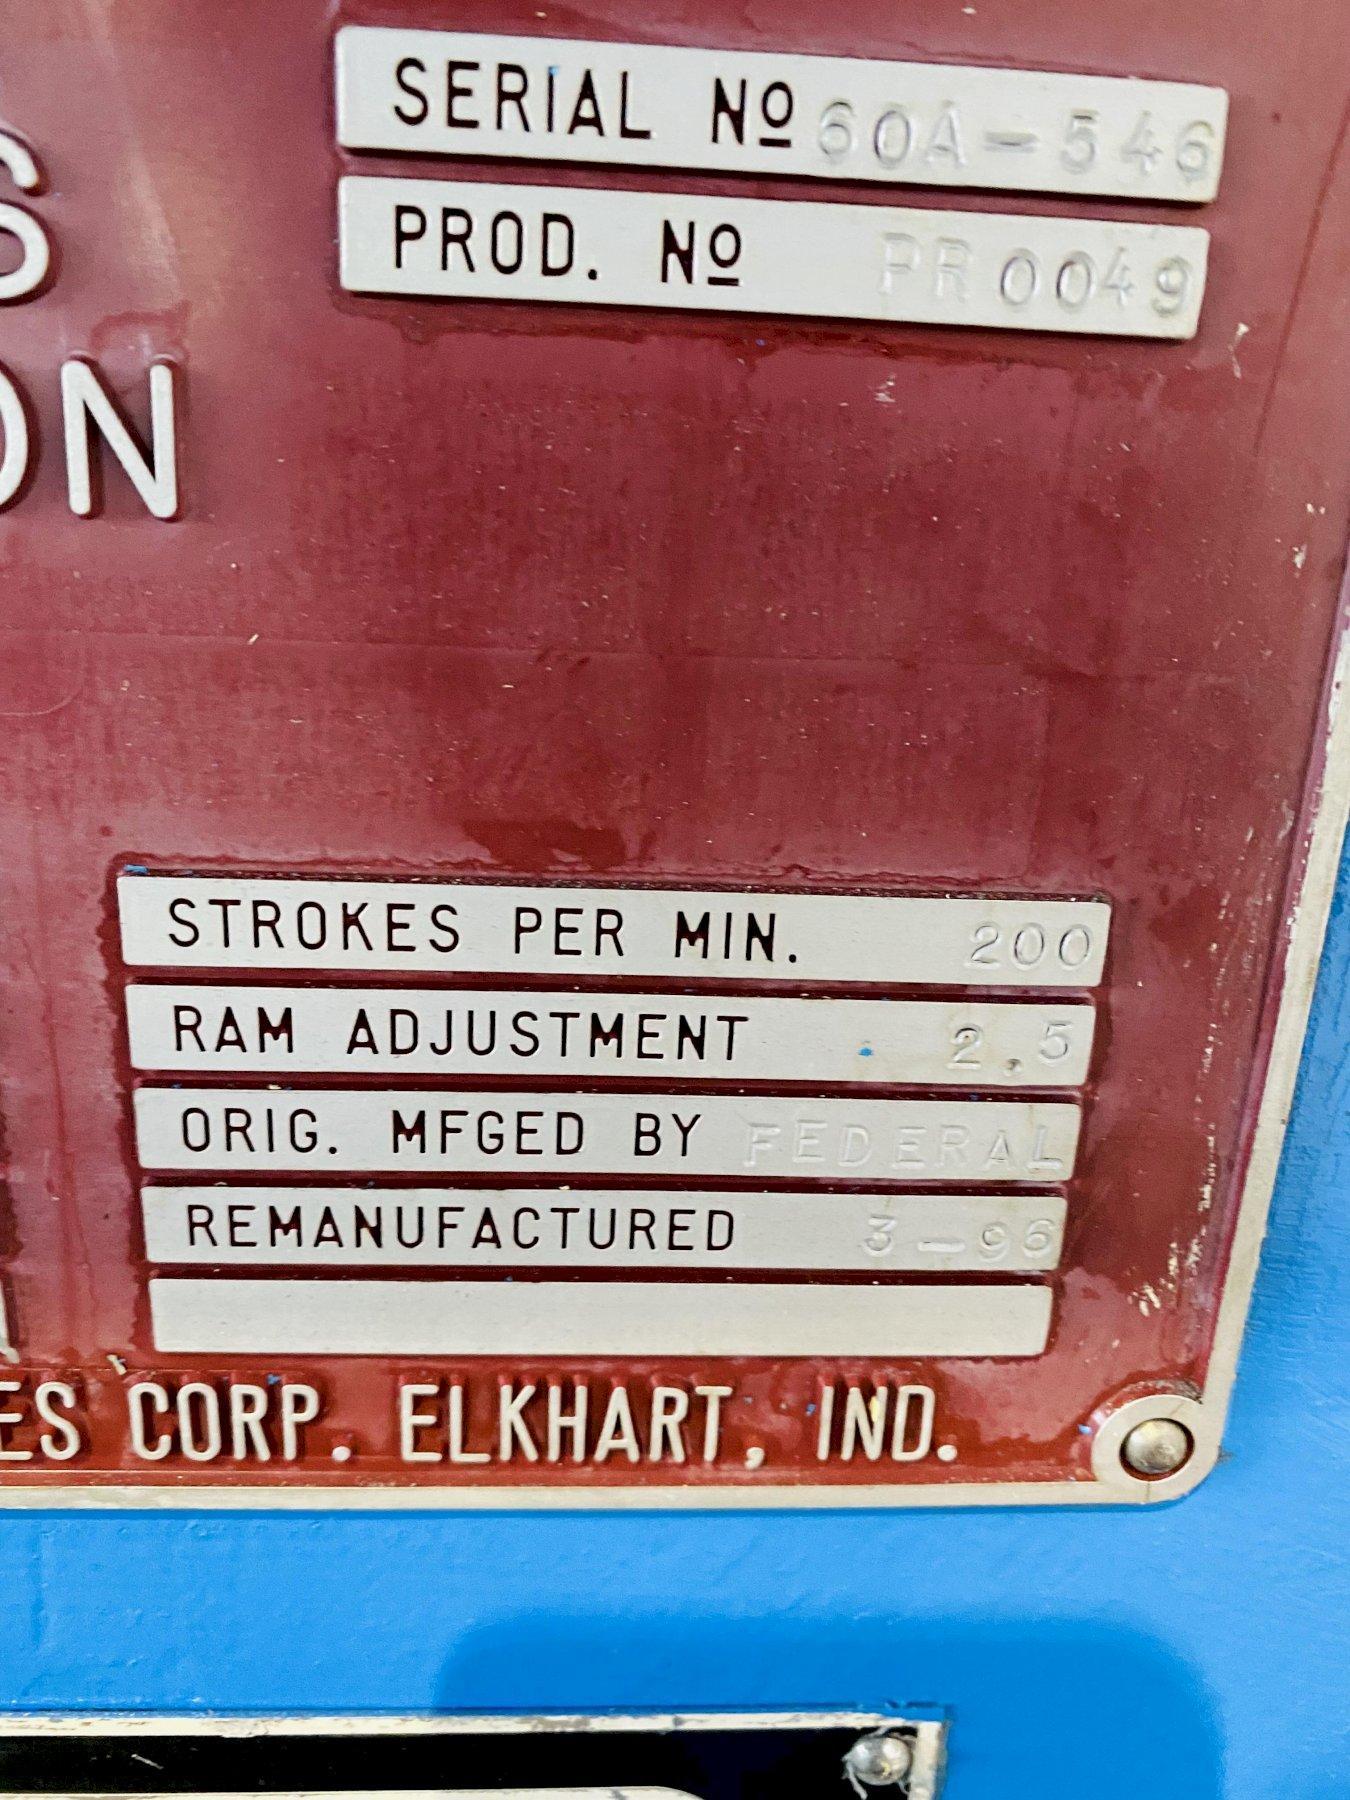 SERIAL Nº 60A-546
PROD. Nº PR0049
S
ON
STROKES PER MIN. 200
RAM ADJUSTMENT 2.5
ORIG. MFGED BY FEDERAL
REMANUFACTURED 3-96
ES CORP. ELKHART, IND.